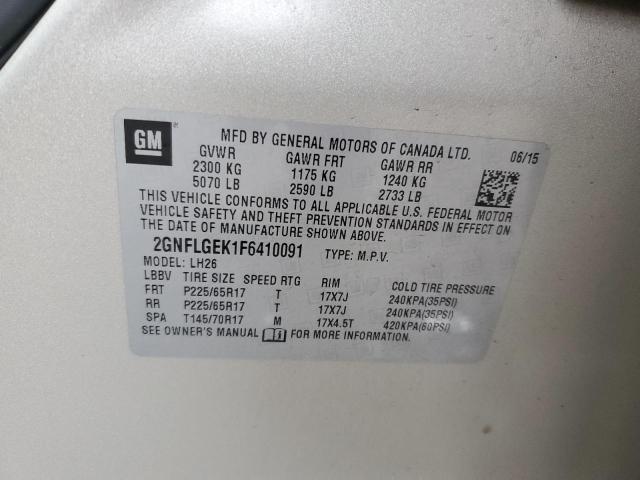 GM
MFD BY GENERAL MOTORS OF CANADA LTD. 06/15
GVWR GAWR FRT GAWR RR
2300 KG 1175 KG 1240 KG
5070 LB 2590 LB 2733 LB
THIS VEHICLE CONFORMS TO ALL APPLICABLE U.S. FEDERAL MOTOR
VEHICLE SAFETY AND THEFT PREVENTION STANDARDS IN EFFECT ON
THE DATE OF MANUFACTURE SHOWN ABOVE.
2GNFLGEK1F6410091 TYPE: M.P.V.
MODEL: LH26
LBBV TIRE SIZE SPEED RTG RIM COLD TIRE PRESSURE
FRT P225/65R17 T 17X7J 240KPA(35PSI)
RR P225/65R17 T 17X7J 240KPA(35PSI)
SPA T145/70R17 M 17X4.5T 420KPA(60PSI)
SEE OWNER'S MANUAL FOR MORE INFORMATION.